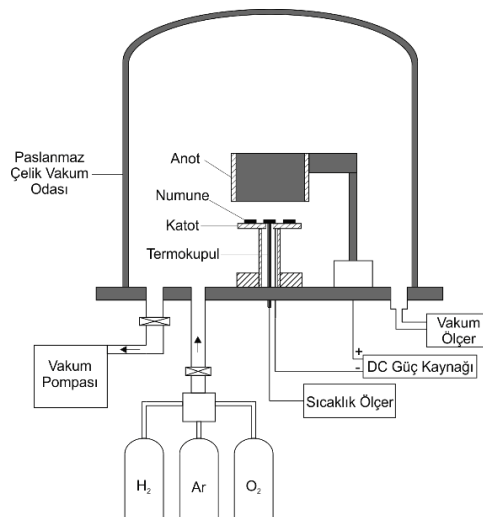 Paslanmaz
Çelik Vakum
Odası
Anot
Numune
Katot
Termokupul
Vakum
Ölçer
+
-
DC Güç Kaynağı
Vakum
Pompası
Sıcaklık Ölçer
H₂
Ar
O₂